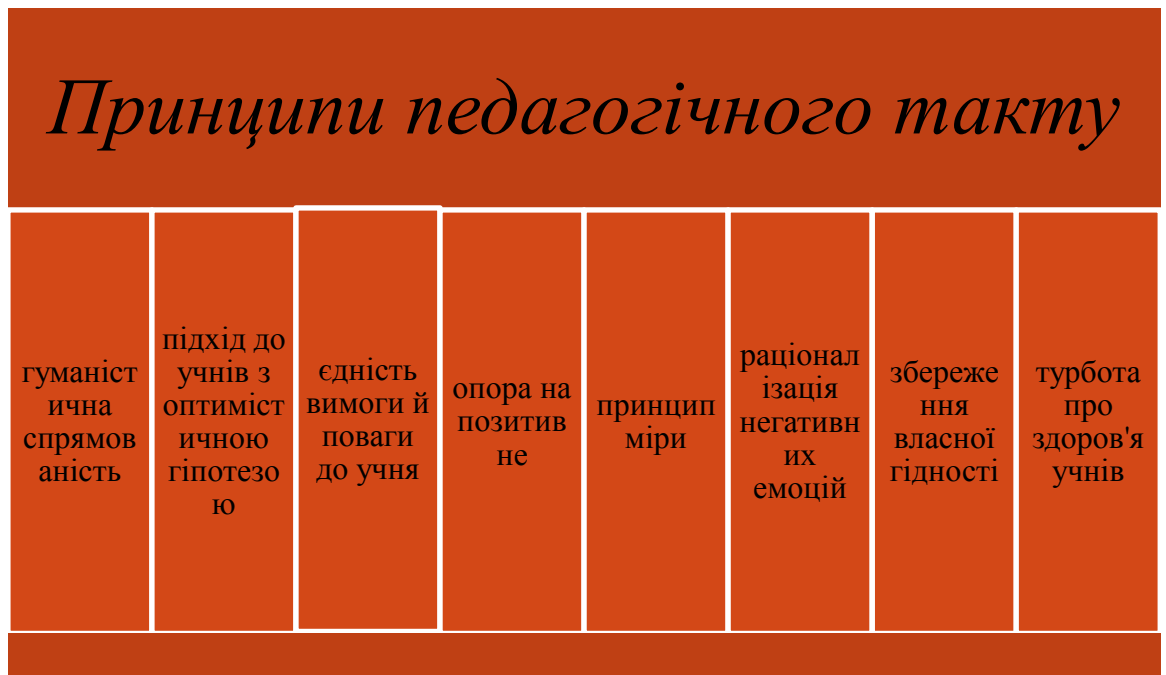 Принципи педагогічного такту
гуманіст
ична
спрямов
аність
підхід до
учнів з
оптиміст
ичною
гіпотезо
ю
єдність
вимоги й
поваги
до учня
опора на
позитив
не
принцип
міри
раціонал
ізація
негативн
их
емоцій
збереже
ння
власної
гідності
турбота
про
здоров'я
учнів